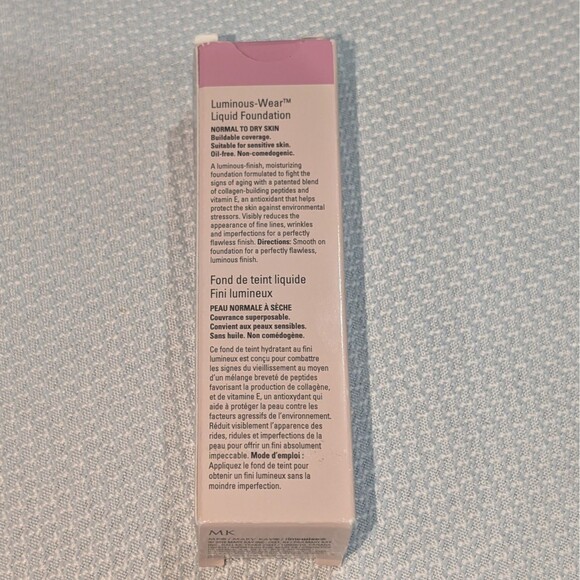 Luminous-Wear™
Liquid Foundation
NORMAL TO DRY SKIN
Buildable coverage.
Suitable for sensitive skin.
Oil-free. Non-comedogenic.
A luminous-finish, moisturizing
foundation formulated to fight the
signs of aging with a patented blend
of collagen-building peptides and
vitamin E, an antioxidant that helps
protect the skin against environmental
stressors. Visibly reduces the
appearance of fine lines, wrinkles
and imperfections for a perfectly
flawless finish. Directions: Smooth on
foundation for a perfectly flawless,
luminous finish.
Fond de teint liquide
Fini lumineux
PEAU NORMALE À SÈCHE
Couvrance superposable.
Convient aux peaux sensibles.
Sans huile. Non comédogène.
Ce fond de teint hydratant au fini
lumineux est conçu pour combattre
les signes du vieillissement au moyen
d'un mélange breveté de peptides
favorisant la production de collagène,
et de vitamine E, un antioxydant qui
aide à protéger la peau contre les
facteurs agressifs de l'environnement.
Réduit visiblement l'apparence des
rides, ridules et imperfections de la
peau pour offrir un fini absolument
impeccable. Mode d'emploi :
Appliquez le fond de teint pour
obtenir un fini lumineux sans la
moindre imperfection.
MK